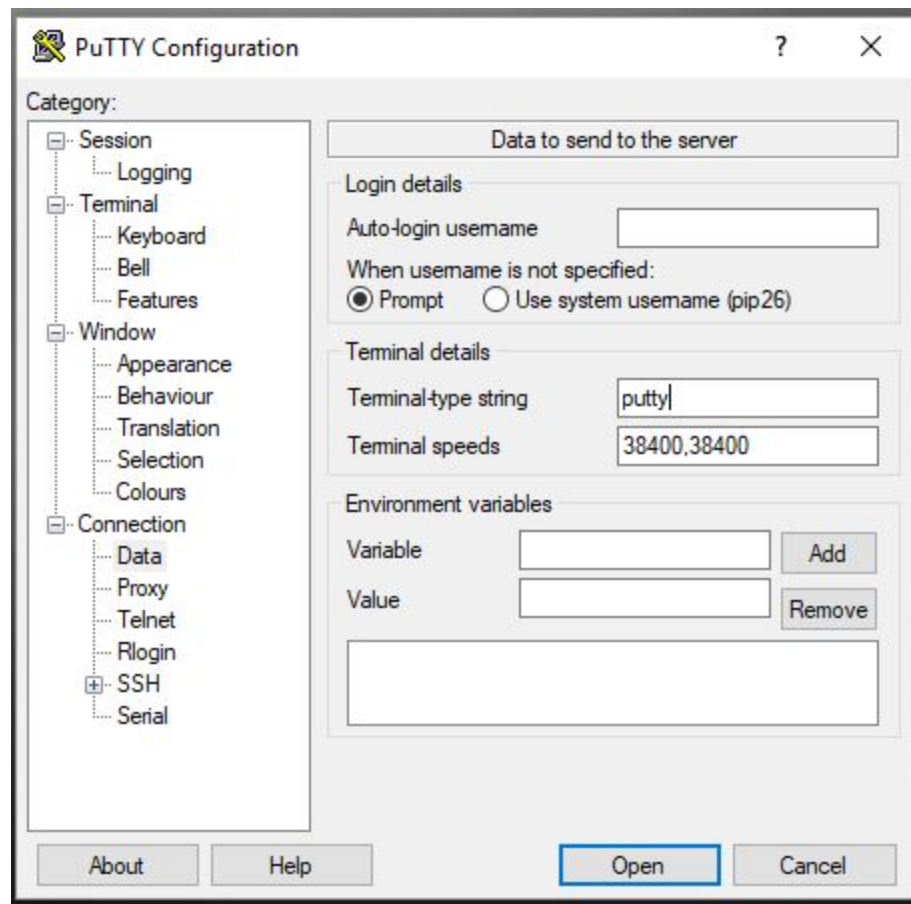 PuTTY Configuration
?
Category:
Session
Logging
Terminal
Keyboard
Bell
Features
Window
Appearance
Behaviour
Translation
Selection
Colours
Connection
Data
Proxy
Telnet
Rlogin
SSH
Serial
Data to send to the server
Login details
Auto-login username
When username is not specified:
Prompt Use system username (pip26)
Terminal details
Terminal-type string putty
Terminal speeds 38400,38400
Environment variables
Variable Add
Value Remove
About Help Open Cancel